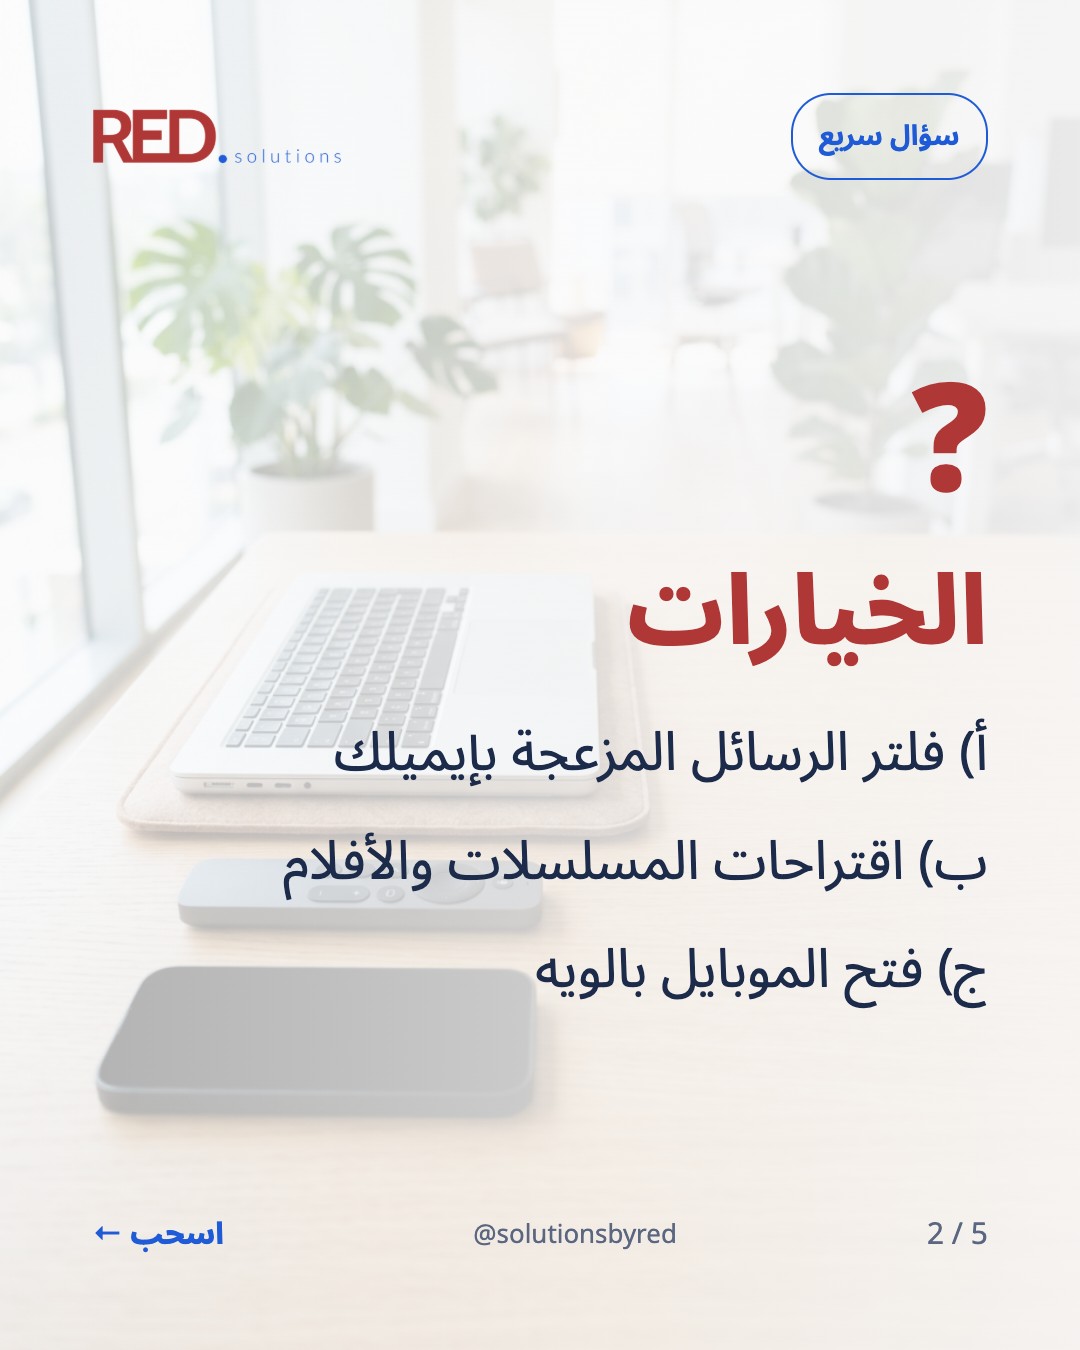 RED.solutions
سؤال سريع
?
الخيارات
أ) فلتر الرسائل المزعجة بإيميلك
ب) اقتراحات المسلسلات والأفلام
ج) فتح الموبايل بالويه
2 / 5
@solutionsbyred
اسحب ←